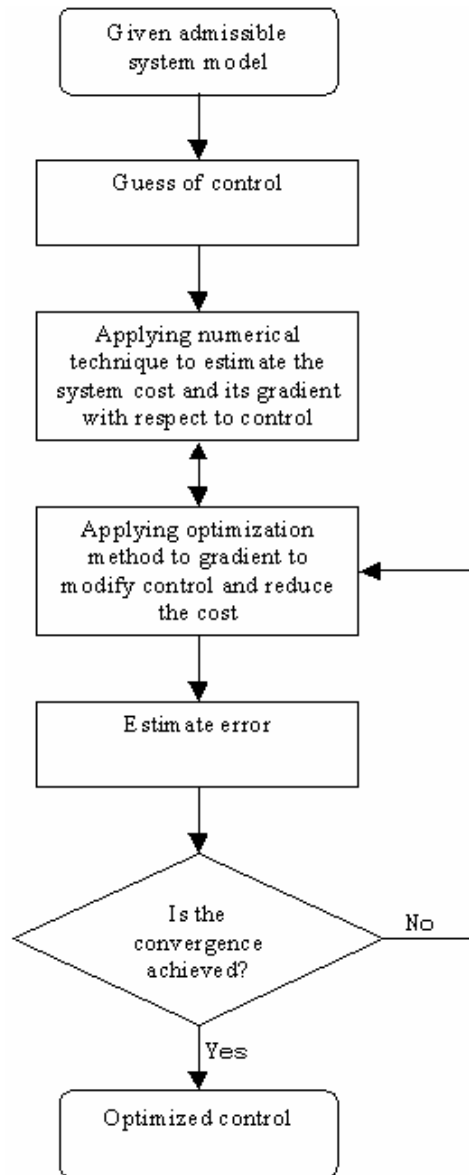 Given admissible
system model
Guess of control
Applying numerical
technique to estimate the
system cost and its gradient
with respect to control
Applying optimization
method to gradient to
modify control and reduce
the cost
Estimate error
Is the
convergence
achieved?
No
Yes
Optimized control